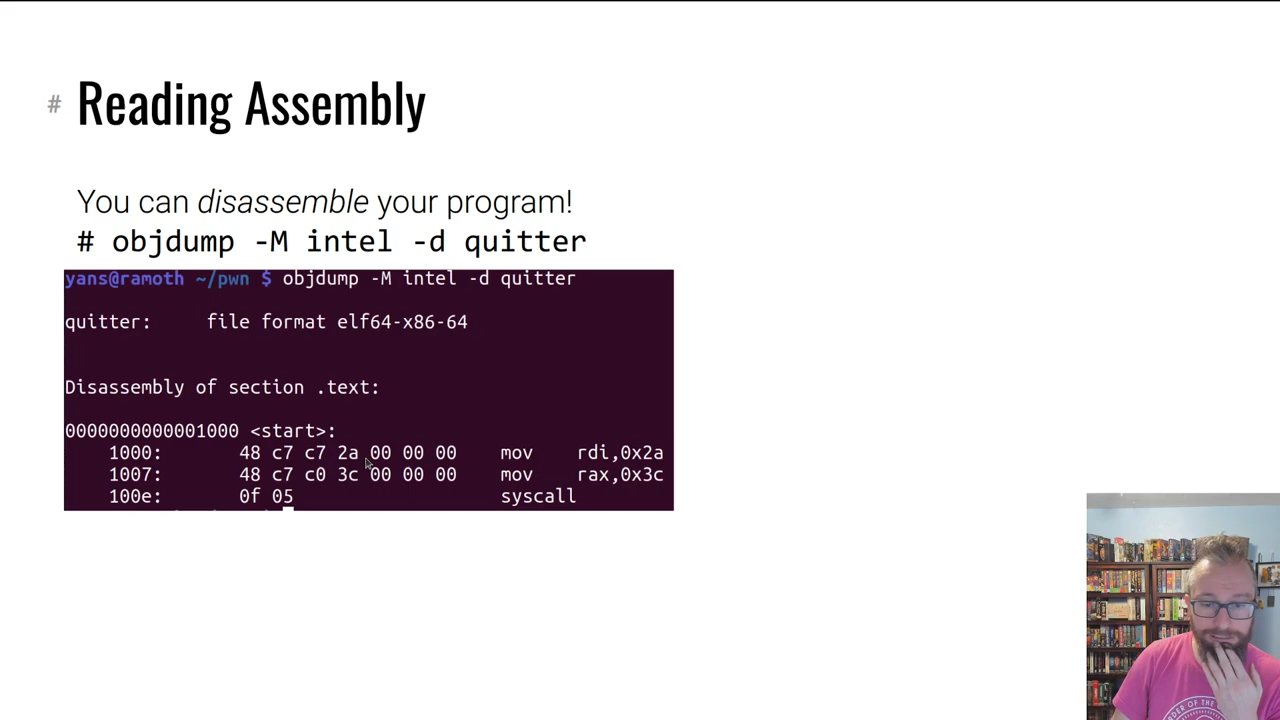 # Reading Assembly
You can disassemble your program!
# objdump -M intel -d quitter
yans@ramoth ~/pwn $ objdump -M intel -d quitter
quitter:     file format elf64-x86-64
Disassembly of section .text:
0000000000001000 <start>:
    1000:       48 c7 c7 2a 00 00 00    mov    rdi,0x2a
    1007:       48 c7 c0 3c 00 00 00    mov    rax,0x3c
    100e:       0f 05                   syscall